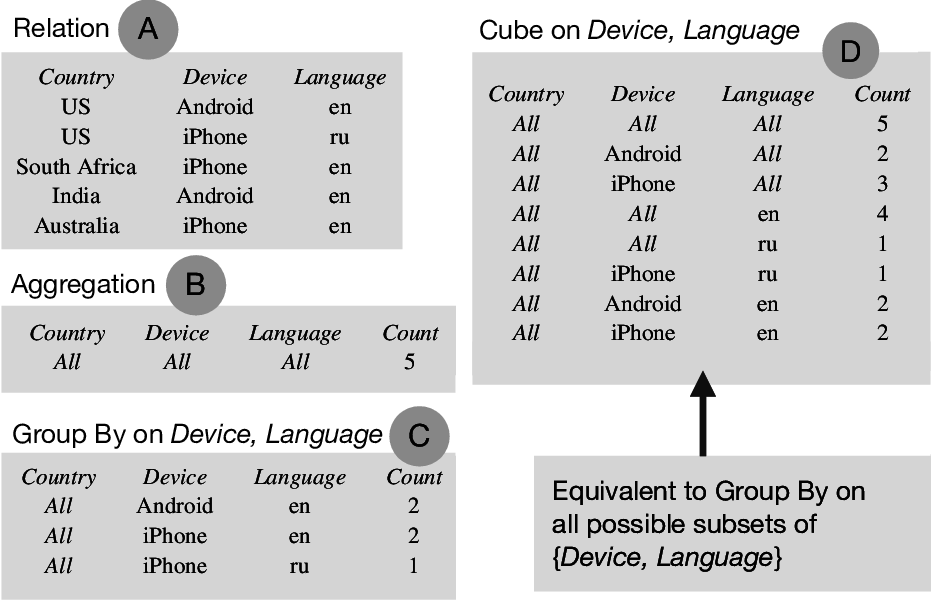 Relation A
Country Device Language
US Android en
US iPhone ru
South Africa iPhone en
India Android en
Australia iPhone en
Aggregation B
Country Device Language Count
All All All 5
Group By on Device, Language C
Country Device Language Count
All Android en 2
All iPhone en 2
All iPhone ru 1
Cube on Device, Language D
Country Device Language Count
All All All 5
All Android All 2
All iPhone All 3
All All en 4
All All ru 1
All iPhone ru 1
All Android en 2
All iPhone en 2
Equivalent to Group By on
all possible subsets of
{Device, Language}